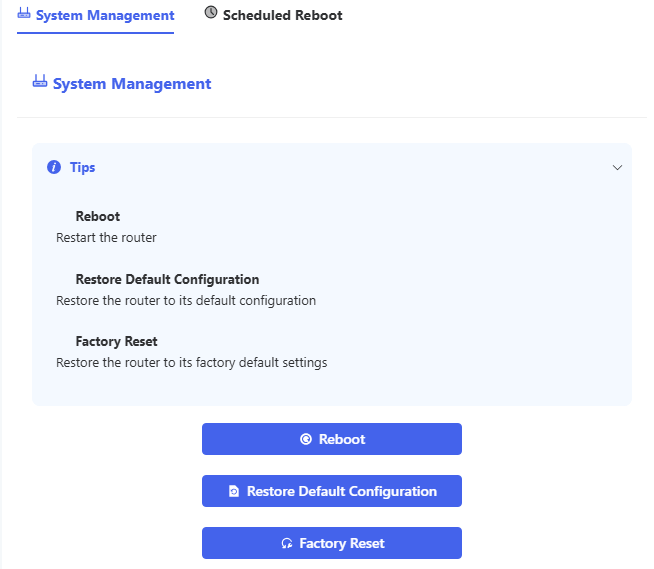 System Management
Scheduled Reboot
System Management
Tips
Reboot
Restart the router
Restore Default Configuration
Restore the router to its default configuration
Factory Reset
Restore the router to its factory default settings
Reboot
Restore Default Configuration
Factory Reset